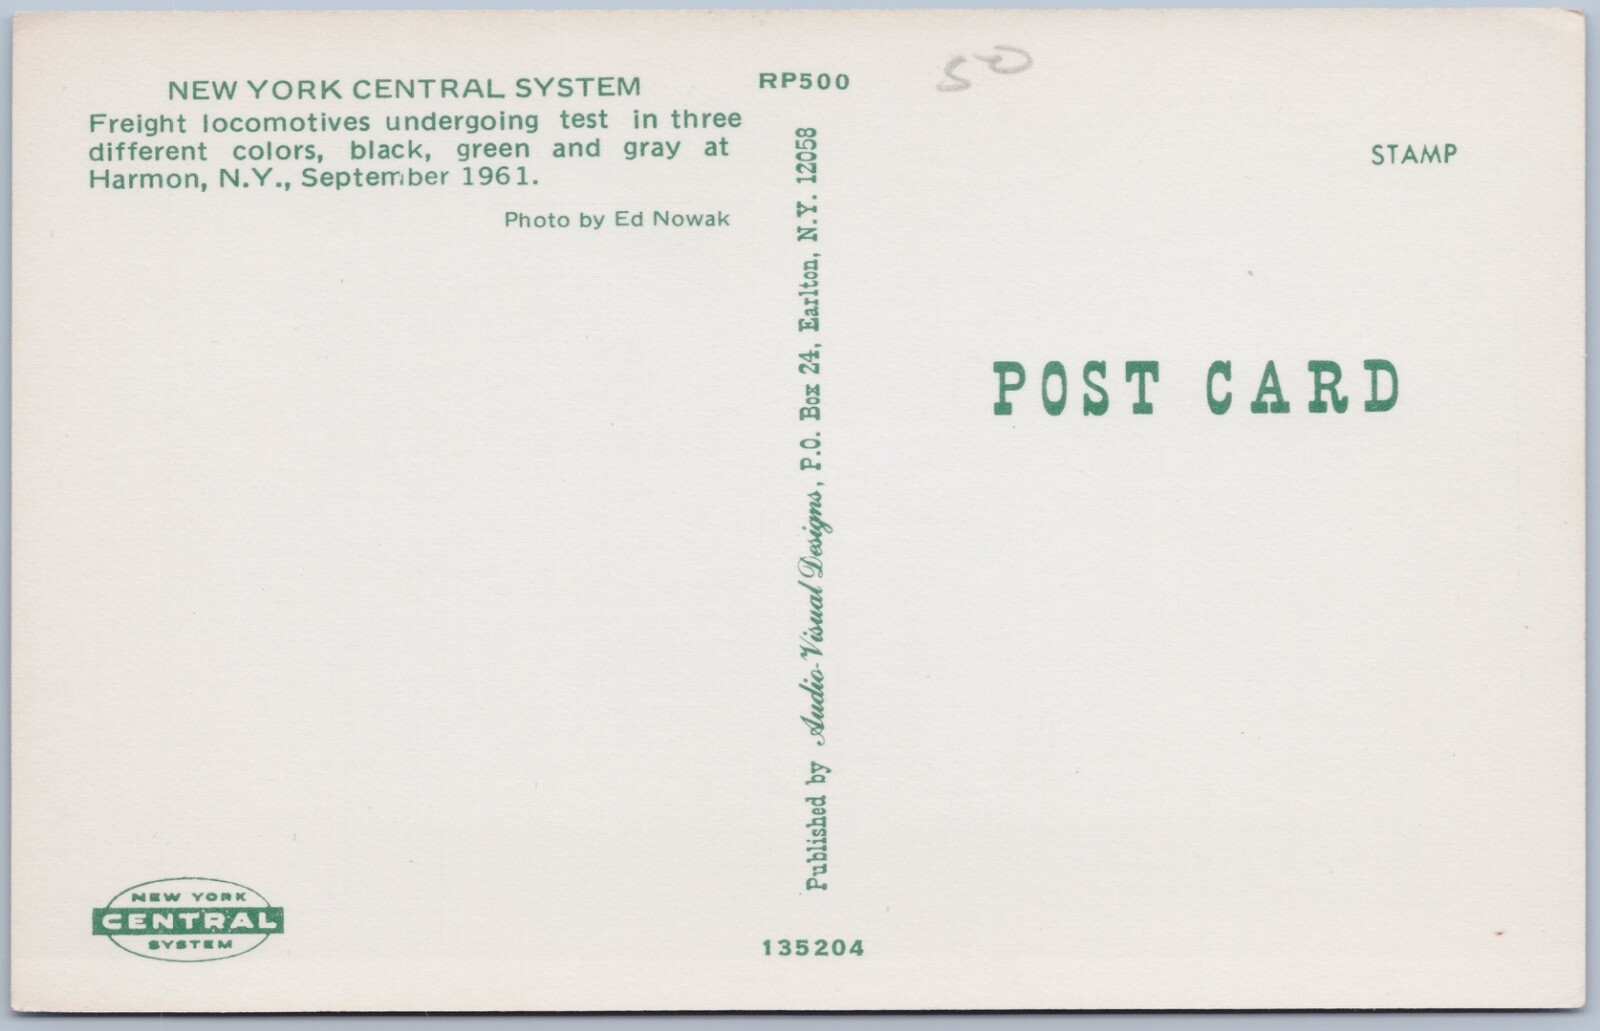 NEW YORK CENTRAL SYSTEM
Freight locomotives undergoing test in three
different colors, black, green and gray at
Harmon, N.Y., September 1961.
Photo by Ed Nowak
NEW YORK
CENTRAL
SYSTEM
RP500
Published by Audio-Visual Designs, P.O. Box 24, Earlton, N.Y. 12058
135204
50
STAMP
POST CARD